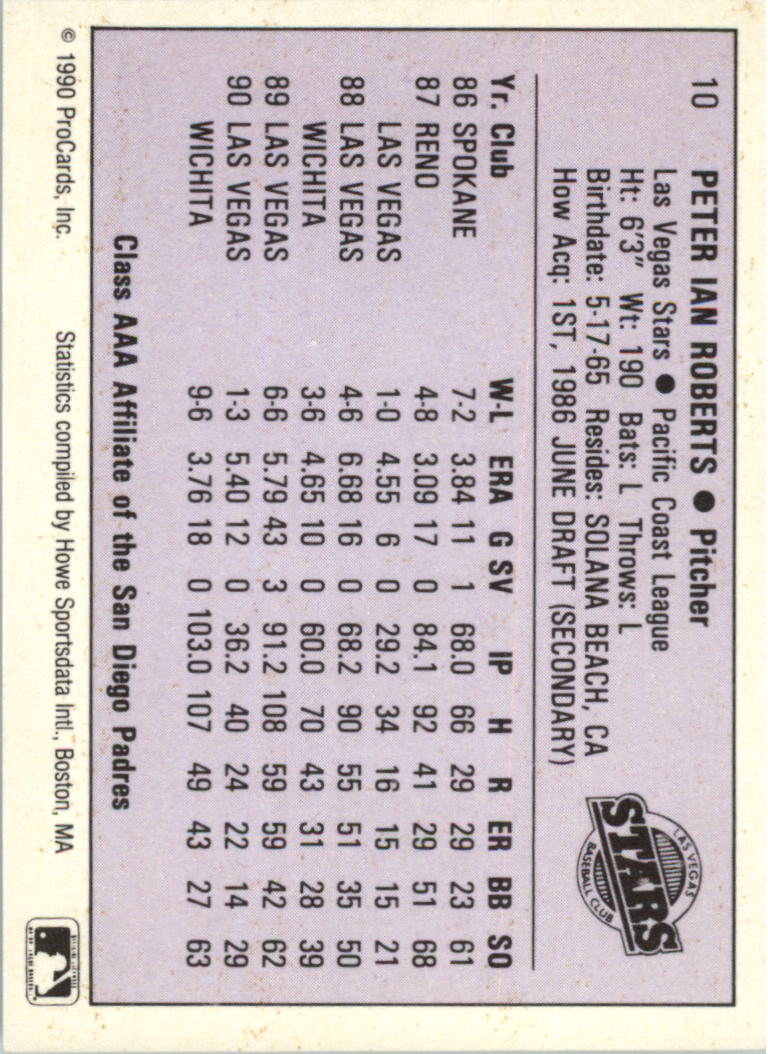 10 PETER IAN ROBERTS ● Pitcher
Las Vegas Stars ● Pacific Coast League
Ht: 6'3" Wt: 190 Bats: L Throws: L
Birthdate: 5-17-65 Resides: SOLANA BEACH, CA
How Acq: 1ST, 1986 JUNE DRAFT (SECONDARY)
LAS VEGAS
STARS
BASEBALL CLUB
Yr. Club W-L ERA G SV IP H R ER BB SO
86 SPOKANE 7-2 3.84 11 1 68.0 66 29 29 23 61
87 RENO 4-8 3.09 17 0 84.1 92 41 29 51 68
LAS VEGAS 1-0 4.55 6 0 29.2 34 16 15 15 21
88 LAS VEGAS 4-6 6.68 16 0 68.2 90 55 51 35 50
WICHITA 3-6 4.65 10 0 60.0 70 43 31 28 39
89 LAS VEGAS 6-6 5.79 43 3 91.2 108 59 59 42 62
90 LAS VEGAS 1-3 5.40 12 0 36.2 40 24 22 14 29
WICHITA 9-6 3.76 18 0 103.0 107 49 43 27 63
Class AAA Affiliate of the San Diego Padres
© 1990 ProCards, Inc. Statistics compiled by Howe Sportsdata Intl., Boston, MA